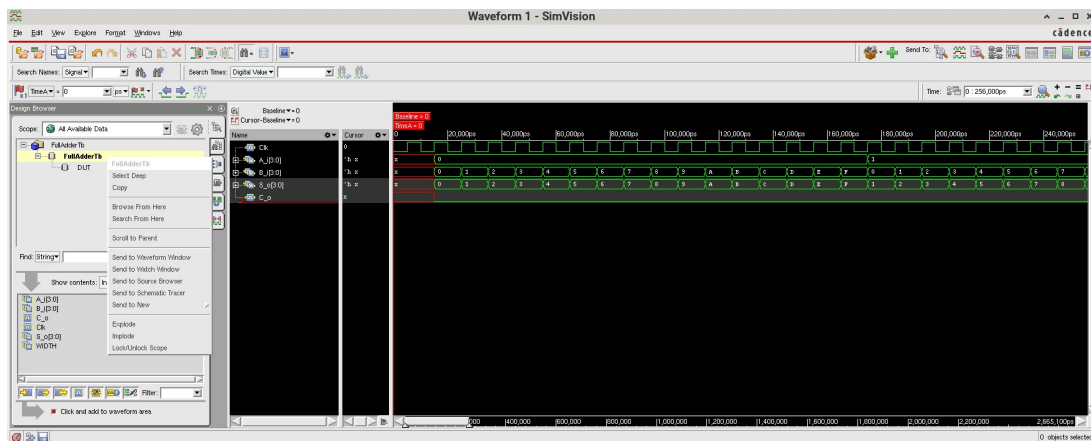 Waveform 1 - SimVision
File Edit View Explore Format Windows Help
cādence
Send To:
Search Names: Signal
Search Times: Digital Value
TimeA = 0 ps
Time: 0 : 256,000ps
Design Browser
Scope: All Available Data
FullAdderTb
FullAdderTb
DUT
FullAdderTb
Select Deep
Copy
Browse From Here
Search From Here
Scroll to Parent
Send to Waveform Window
Send to Watch Window
Send to Source Browser
Send to Schematic Tracer
Send to New
Explode
Implode
Lock/Unlock Scope
Find: String
Show contents: In
A_i[3:0]
B_i[3:0]
C_o
Clk
S_o[3:0]
WIDTH
Filter:
Click and add to waveform area
Baseline = 0
Cursor-Baseline = 0
Name Cursor
Clk 0
A_i[3:0] 'h x
B_i[3:0] 'h x
S_o[3:0] 'h x
C_o x
Baseline = 0
TimeA = 0
0 20,000ps 40,000ps 60,000ps 80,000ps 100,000ps 120,000ps 140,000ps 160,000ps 180,000ps 200,000ps 220,000ps 240,000ps
x 0 1
x 0 1 2 3 4 5 6 7 8 9 A B C D E F 0 1 2 3 4 5 6 7
x 0 1 2 3 4 5 6 7 8 9 A B C D E F 1 2 3 4 5 6 7 8
000 400,000 600,000 800,000 1,000,000 1,200,000 1,400,000 1,600,000 1,800,000 2,000,000 2,200,000 2,665,100ps
0 objects selected